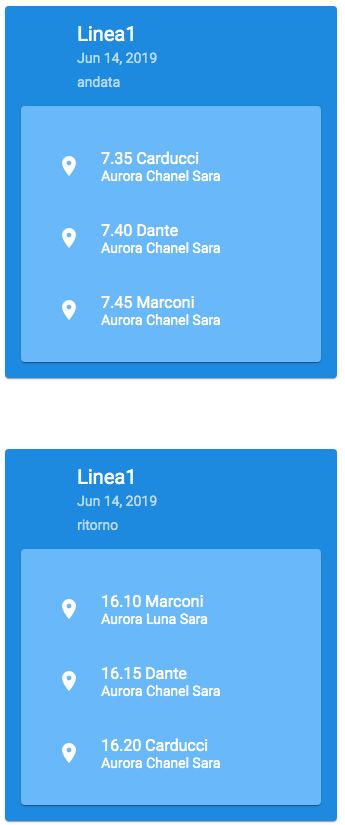 Linea1
Jun 14, 2019
andata
7.35 Carducci
Aurora Chanel Sara
7.40 Dante
Aurora Chanel Sara
7.45 Marconi
Aurora Chanel Sara
Linea1
Jun 14, 2019
ritorno
16.10 Marconi
Aurora Luna Sara
16.15 Dante
Aurora Chanel Sara
16.20 Carducci
Aurora Chanel Sara